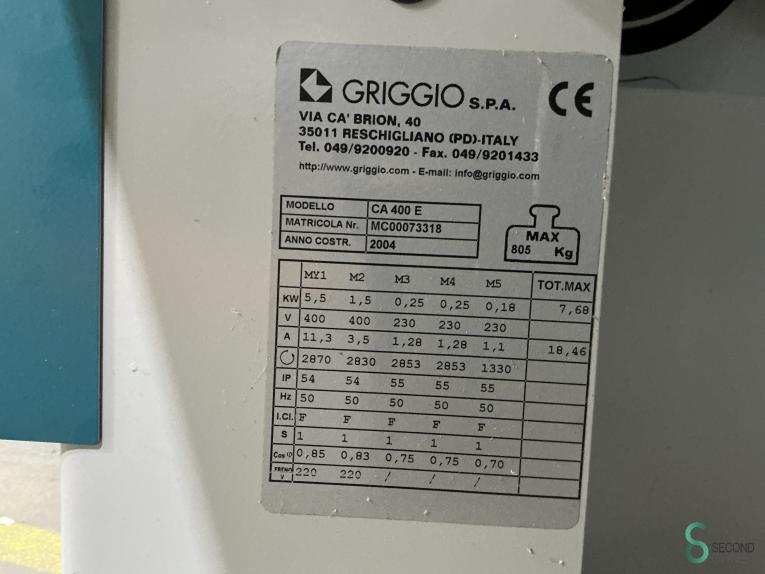 GRIGGIO S.P.A.
CE
VIA CA' BRION, 40
35011 RESCHIGLIANO (PD)-ITALY
Tel. 049/9200920 - Fax. 049/9201433
http://www.griggio.com - E-mail: info@griggio.com
MODELLO CA 400 E
MATRICOLA Nr. MC00073318
ANNO COSTR. 2004
MAX
805 Kg
MY1 M2 M3 M4 M5 TOT.MAX
KW 5,5 1,5 0,25 0,25 0,18 7,68
V 400 400 230 230 230
A 11,3 3,5 1,28 1,28 1,1 18,46
2870 2830 2853 2853 1330
IP 54 54 55 55 55
Hz 50 50 50 50 50
I.Cl. F F F F F
S 1 1 1 1 1
Cos φ 0,85 0,83 0,75 0,75 0,70
FRENO V 220 220 / / /
SECOND